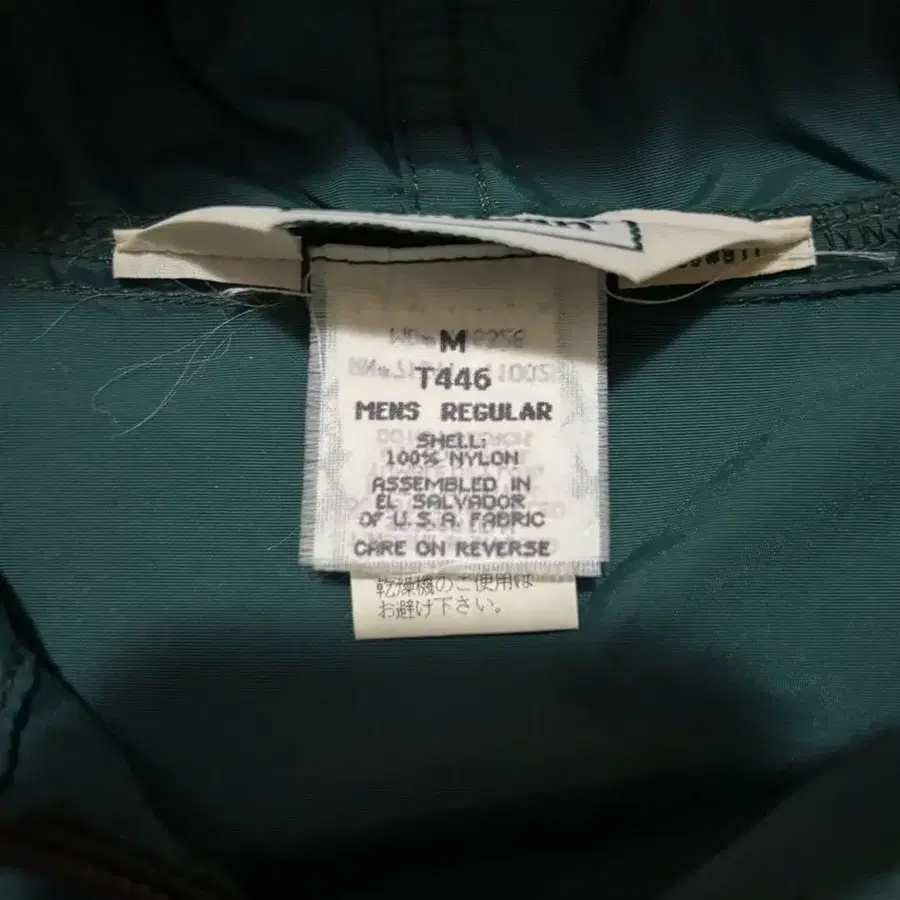 M
T446
MENS REGULAR
SHELL:
100% NYLON
ASSEMBLED IN
EL SALVADOR
OF U.S.A. FABRIC
CARE ON REVERSE
乾燥機のご使用は
お避け下さい。